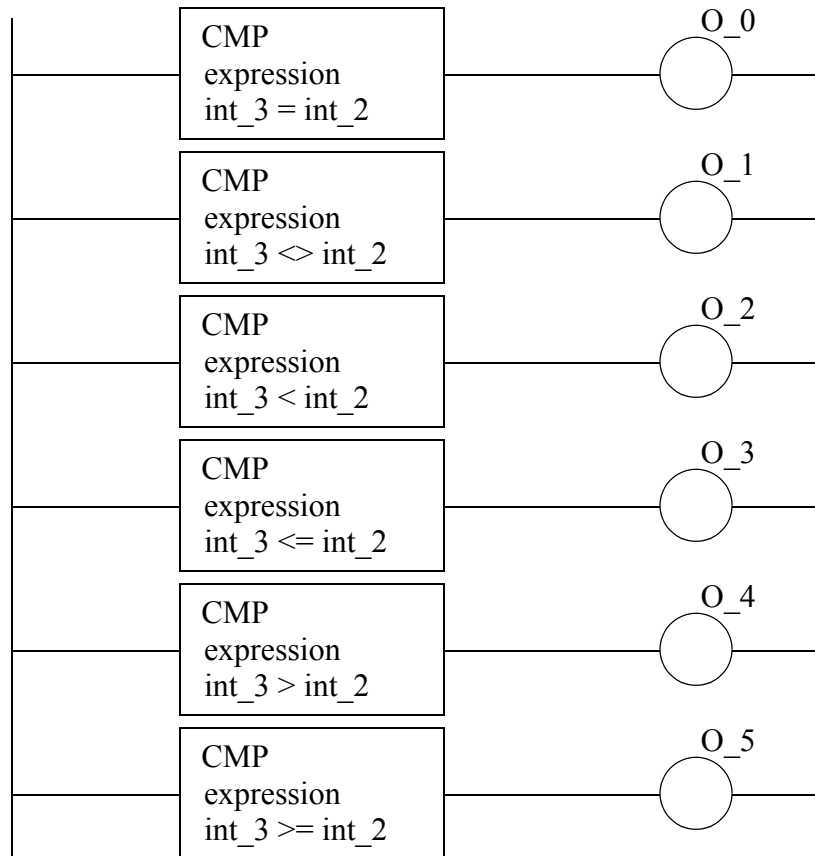 CMP
expression
int_3 = int_2
O_0
CMP
expression
int_3 <> int_2
O_1
CMP
expression
int_3 < int_2
O_2
CMP
expression
int_3 <= int_2
O_3
CMP
expression
int_3 > int_2
O_4
CMP
expression
int_3 >= int_2
O_5